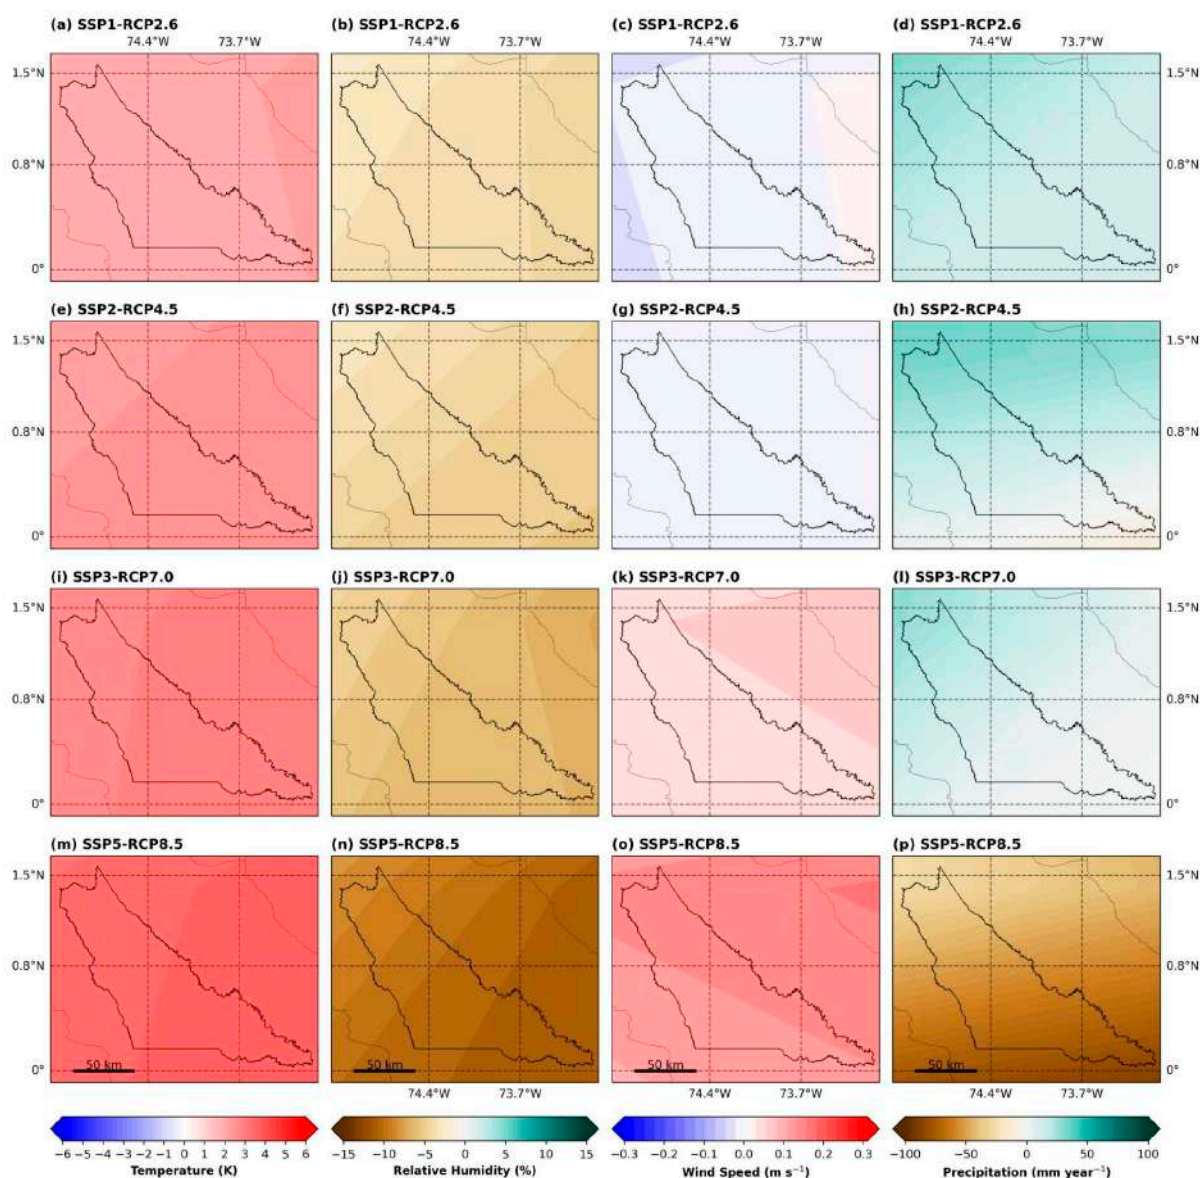 (a) SSP1-RCP2.6
(b) SSP1-RCP2.6
(c) SSP1-RCP2.6
(d) SSP1-RCP2.6
74.4°W 73.7°W
74.4°W 73.7°W
74.4°W 73.7°W
74.4°W 73.7°W
1.5°N
1.5°N
0.8°N
0.8°N
0°
0°
(e) SSP2-RCP4.5
(f) SSP2-RCP4.5
(g) SSP2-RCP4.5
(h) SSP2-RCP4.5
1.5°N
1.5°N
0.8°N
0.8°N
0°
0°
(i) SSP3-RCP7.0
(j) SSP3-RCP7.0
(k) SSP3-RCP7.0
(l) SSP3-RCP7.0
1.5°N
1.5°N
0.8°N
0.8°N
0°
0°
(m) SSP5-RCP8.5
(n) SSP5-RCP8.5
(o) SSP5-RCP8.5
(p) SSP5-RCP8.5
1.5°N
1.5°N
0.8°N
0.8°N
0°
0°
50 km
50 km
50 km
50 km
74.4°W 73.7°W
74.4°W 73.7°W
−6 −5 −4 −3 −2 −1 0 1 2 3 4 5 6
Temperature (K)
−15 −10 −5 0 5 10 15
Relative Humidity (%)
−0.3 −0.2 −0.1 0.0 0.1 0.2 0.3
Wind Speed (m s⁻¹)
−100 −50 0 50 100
Precipitation (mm year⁻¹)